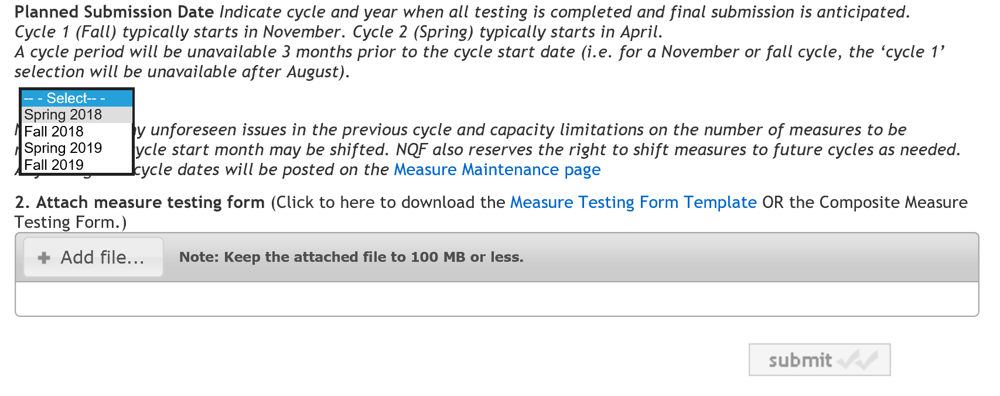 Planned Submission Date Indicate cycle and year when all testing is completed and final submission is anticipated.
Cycle 1 (Fall) typically starts in November. Cycle 2 (Spring) typically starts in April.
A cycle period will be unavailable 3 months prior to the cycle start date (i.e. for a November or fall cycle, the ‘cycle 1’
selection will be unavailable after August).
-- - Select-- -
Spring 2018
Fall 2018
Spring 2019
Fall 2019
unforeseen issues in the previous cycle and capacity limitations on the number of measures to be
start month may be shifted. NQF also reserves the right to shift measures to future cycles as needed.
cycle dates will be posted on the Measure Maintenance page
2. Attach measure testing form (Click to here to download the Measure Testing Form Template OR the Composite Measure
Testing Form.)
+ Add file...
Note: Keep the attached file to 100 MB or less.
submit